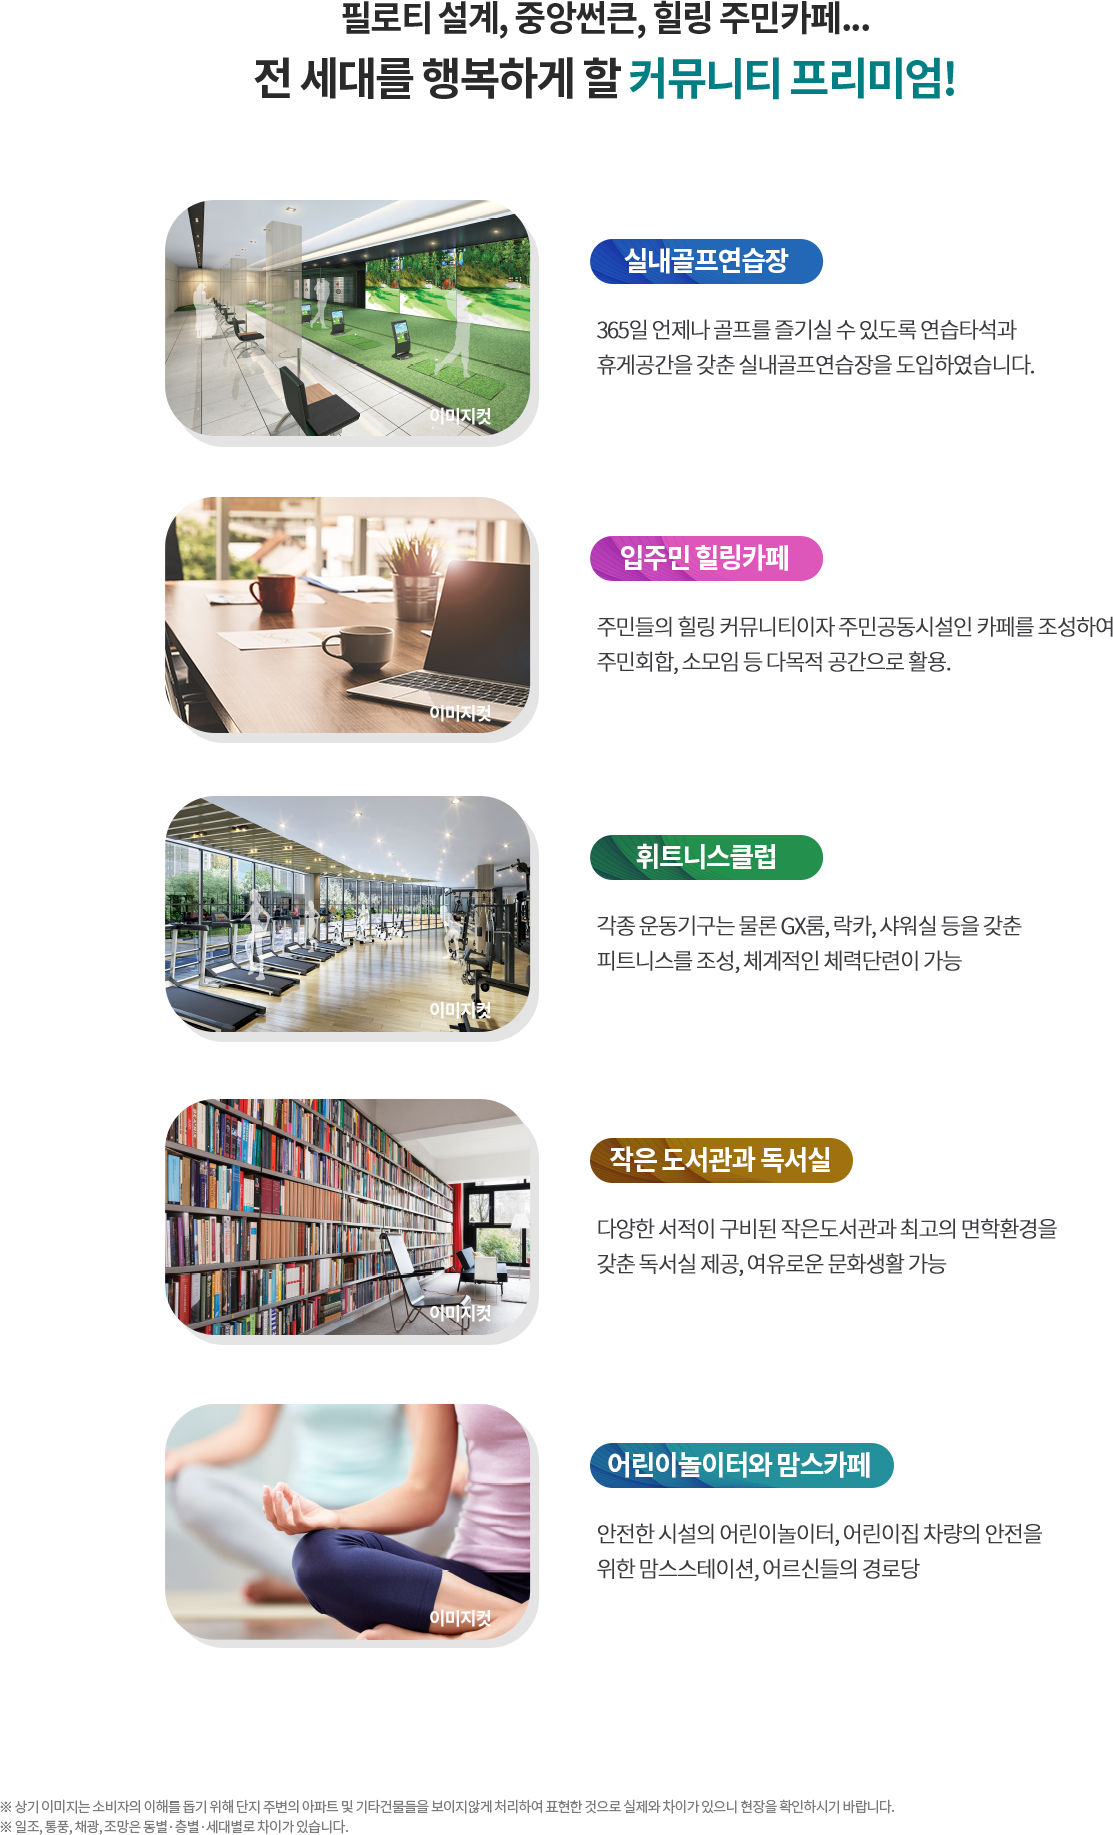 필로티 설계, 중앙썬큰, 힐링 주민카페...
전 세대를 행복하게 할 커뮤니티 프리미엄!
이미지컷
실내골프연습장
365일 언제나 골프를 즐기실 수 있도록 연습타석과
휴게공간을 갖춘 실내골프연습장을 도입하였습니다.
이미지컷
입주민 힐링카페
주민들의 힐링 커뮤니티이자 주민공동시설인 카페를 조성하여
주민회합, 소모임 등 다목적 공간으로 활용.
이미지컷
휘트니스클럽
각종 운동기구는 물론 GX룸, 락카, 샤워실 등을 갖춘
피트니스를 조성, 체계적인 체력단련이 가능
이미지컷
작은 도서관과 독서실
다양한 서적이 구비된 작은도서관과 최고의 면학환경을
갖춘 독서실 제공, 여유로운 문화생활 가능
이미지컷
어린이놀이터와 맘스카페
안전한 시설의 어린이놀이터, 어린이집 차량의 안전을
위한 맘스스테이션, 어르신들의 경로당
※ 상기 이미지는 소비자의 이해를 돕기 위해 단지 주변의 아파트 및 기타건물들을 보이지않게 처리하여 표현한 것으로 실제와 차이가 있으니 현장을 확인하시기 바랍니다.
※ 일조, 통풍, 채광, 조망은 동별·층별·세대별로 차이가 있습니다.